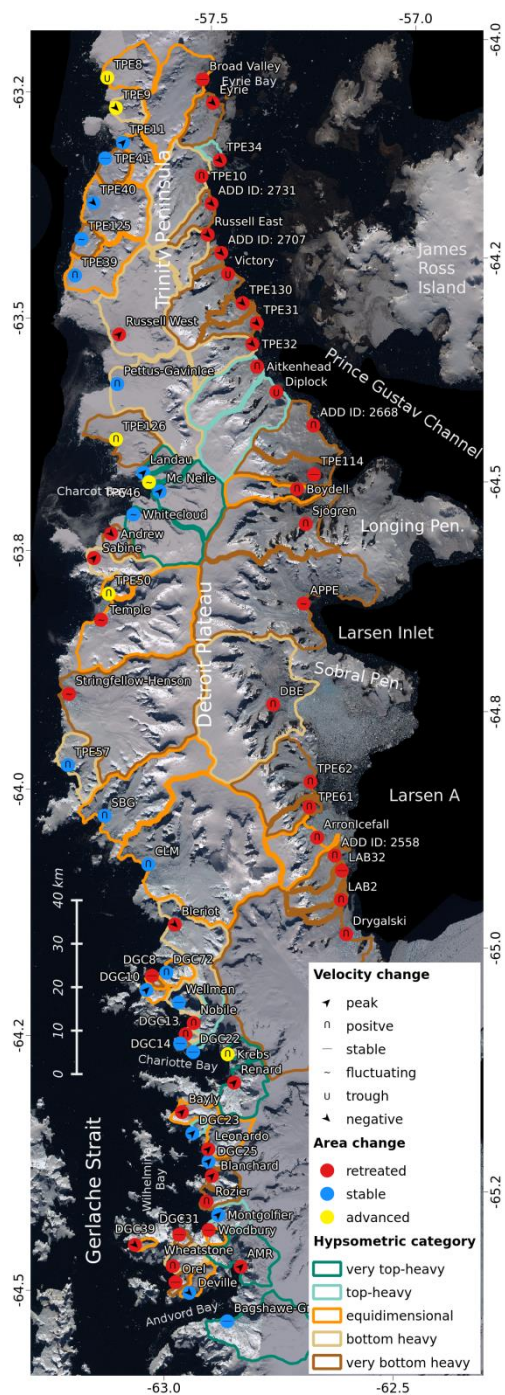 -57.5
-57.0
-64.0
-63.2
TPE8
Broad Valley
Eyrie Bay
TPE9
Eyrie
TPE11
TPE34
TPE41
TPE10
TPE40
ADD ID: 2731
Trinity Peninsula
TPE125
Russell East
ADD ID: 2707
James
Ross
Island
-64.2
TPE39
Victory
TPE130
-63.5
TPE31
Russell West
TPE32
Prince Gustav Channel
Pettus-Gavinice
Aitkenhead
Diplock
ADD ID: 2668
TPE126
Landau
TPE114
-64.5
Mc Neile
Charcot
TPE46
Boydell
Whitecloud
Sjögren
Longing Pen.
Andrew
Sabine
-63.8
TPE50
APPE
Temple
Larsen Inlet
Detroit Plateau
Sobral Pen.
Stringfellow-Henson
DBE
-64.8
TPE57
TPE62
-64.0
TPE61
Larsen A
SBG
ArronIcefall
ADD ID: 2558
CLM
LAB32
LAB2
40 km
Bleriot
Drygalski
-65.0
30
DGC8
DGC72
DGC10
20
Wellman
Nobile
DGC13
10
DGC14
DGC22
-64.2
Krebs
Charlotte Bay
0
Renard
Bayly
DGC23
Leonardo
DGC25
Blanchard
Wilhelmina
Bay
Gerlache Strait
-65.2
Rozier
Montgolfier
DGC31
DGC39
Woodbury
Wheatstone
AMR
Orel
Deville
-64.5
Andvord Bay
Bagshawe-G
-63.0
-62.5
Velocity change
peak
positve
stable
fluctuating
trough
negative
Area change
retreated
stable
advanced
Hypsometric category
very top-heavy
top-heavy
equidimensional
bottom heavy
very bottom heavy